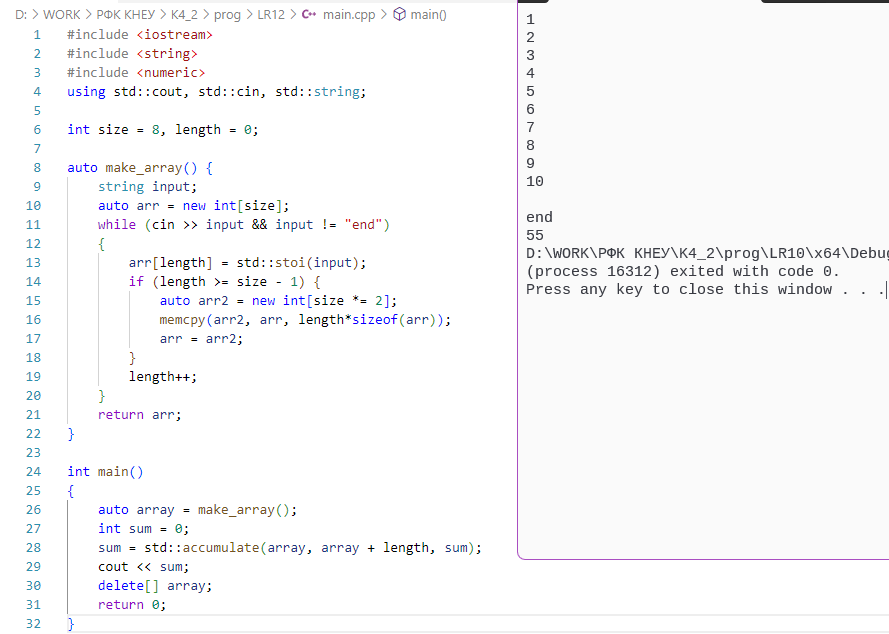 D: > WORK > РФК КНЕУ > K4_2 > prog > LR12 > C++ main.cpp > main()
1 #include <iostream>
2 #include <string>
3 #include <numeric>
4 using std::cout, std::cin, std::string;
5
6 int size = 8, length = 0;
7
8 auto make_array() {
9     string input;
10     auto arr = new int[size];
11     while (cin >> input && input != "end")
12     {
13         arr[length] = std::stoi(input);
14         if (length >= size - 1) {
15             auto arr2 = new int[size *= 2];
16             memcpy(arr2, arr, length*sizeof(arr));
17             arr = arr2;
18         }
19         length++;
20     }
21     return arr;
22 }
23
24 int main()
25 {
26     auto array = make_array();
27     int sum = 0;
28     sum = std::accumulate(array, array + length, sum);
29     cout << sum;
30     delete[] array;
31     return 0;
32 }
1
2
3
4
5
6
7
8
9
10
end
55
D:\WORK\РФК КНЕУ\K4_2\prog\LR10\x64\Debug
(process 16312) exited with code 0.
Press any key to close this window . . .